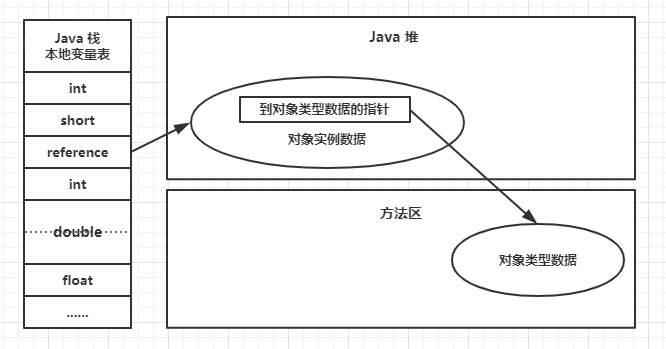 Java 栈
本地变量表
int
short
reference
int
double
float
......
Java 堆
到对象类型数据的指针
对象实例数据
方法区
对象类型数据